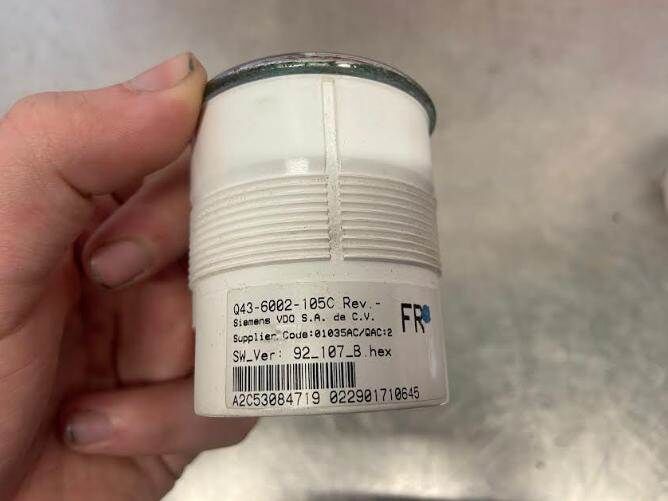 Q43-6002-105C Rev.-
Siemens VDO S.A. de C.V.
Supplier Code:01035AC/QAC:2
FR
SW_Ver: 92_107_B.hex
A2C53084719 022901710645